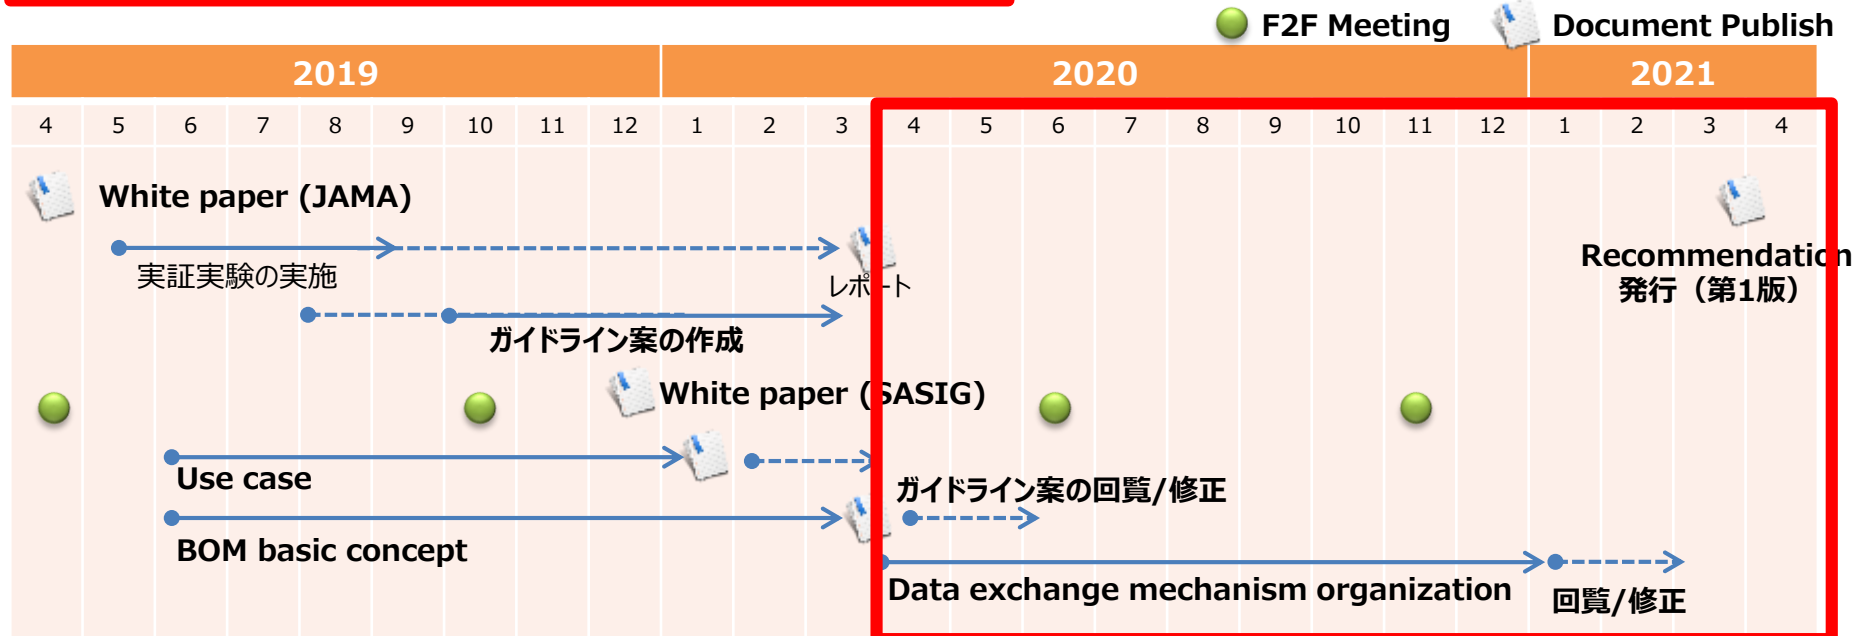 F2F Meeting
Document Publish
2019
2020
2021
4 5 6 7 8 9 10 11 12 1 2 3 4 5 6 7 8 9 10 11 12 1 2 3 4
White paper (JAMA)
実証実験の実施
レポート
Recommendation
発行（第1版）
ガイドライン案の作成
White paper (SASIG)
Use case
ガイドライン案の回覧/修正
BOM basic concept
Data exchange mechanism organization
回覧/修正